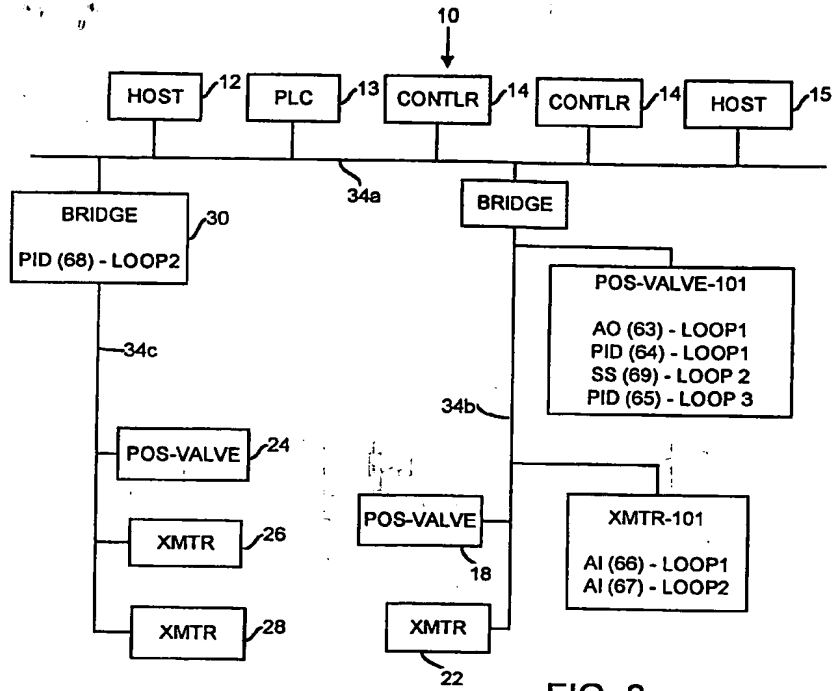 10
HOST 12 PLC 13 CONTLR 14 CONTLR 14 HOST 15
34a
BRIDGE 30
PID (68) - LOOP2
BRIDGE
POS-VALVE-101
AO (63) - LOOP1
PID (64) - LOOP1
SS (69) - LOOP 2
PID (65) - LOOP 3
34c
34b
POS-VALVE 24
XMTR 26
XMTR 28
POS-VALVE
18
XMTR-101
AI (66) - LOOP1
AI (67) - LOOP2
XMTR
22